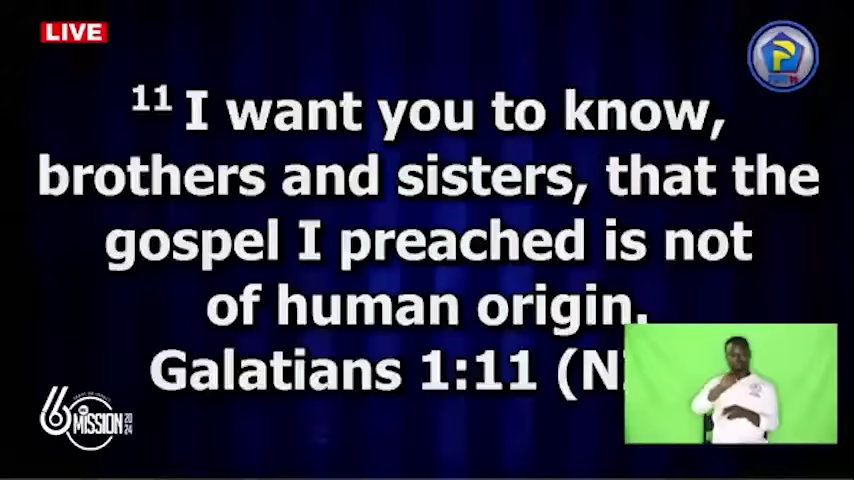 LIVE
11 I want you to know,
brothers and sisters, that the
gospel I preached is not
of human origin.
Galatians 1:11 (N
6
MISSION
2024